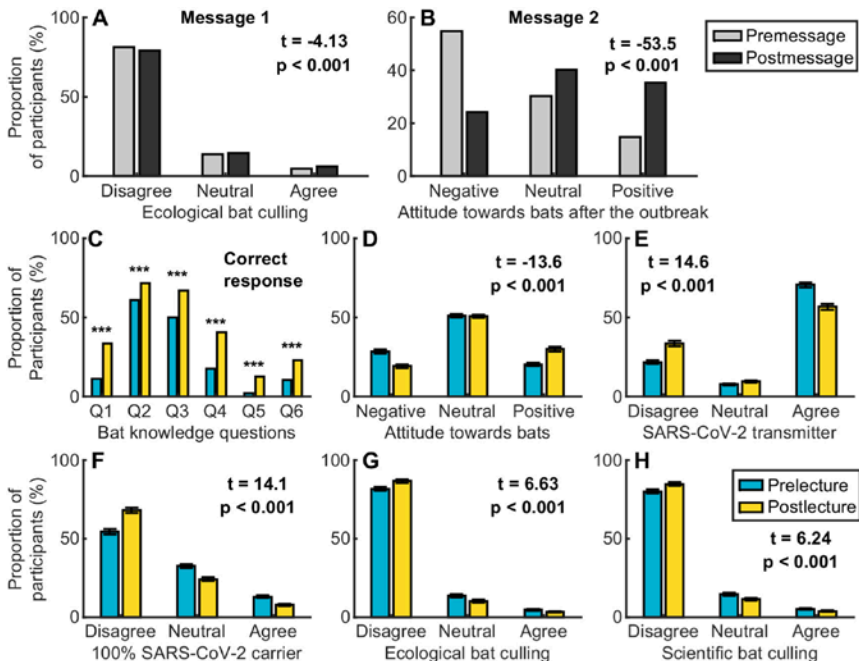 A Message 1
t = -4.13
p < 0.001
100
50
0
Proportion
of participants (%)
Disagree Neutral Agree
Ecological bat culling
B Message 2
t = -53.5
p < 0.001
60
40
20
0
Negative Neutral Positive
Attitude towards bats after the outbreak
Premessage
Postmessage
C
Correct
response
100
50
0
Proportion of
Participants (%)
*** *** *** *** *** ***
Q1 Q2 Q3 Q4 Q5 Q6
Bat knowledge questions
D
t = -13.6
p < 0.001
100
50
0
Negative Neutral Positive
Attitude towards bats
E
t = 14.6
p < 0.001
100
50
0
Disagree Neutral Agree
SARS-CoV-2 transmitter
F
t = 14.1
p < 0.001
100
50
0
Proportion of
participants (%)
Disagree Neutral Agree
100% SARS-CoV-2 carrier
G
t = 6.63
p < 0.001
100
50
0
Disagree Neutral Agree
Ecological bat culling
H
Prelecture
Postlecture
t = 6.24
p < 0.001
100
50
0
Disagree Neutral Agree
Scientific bat culling